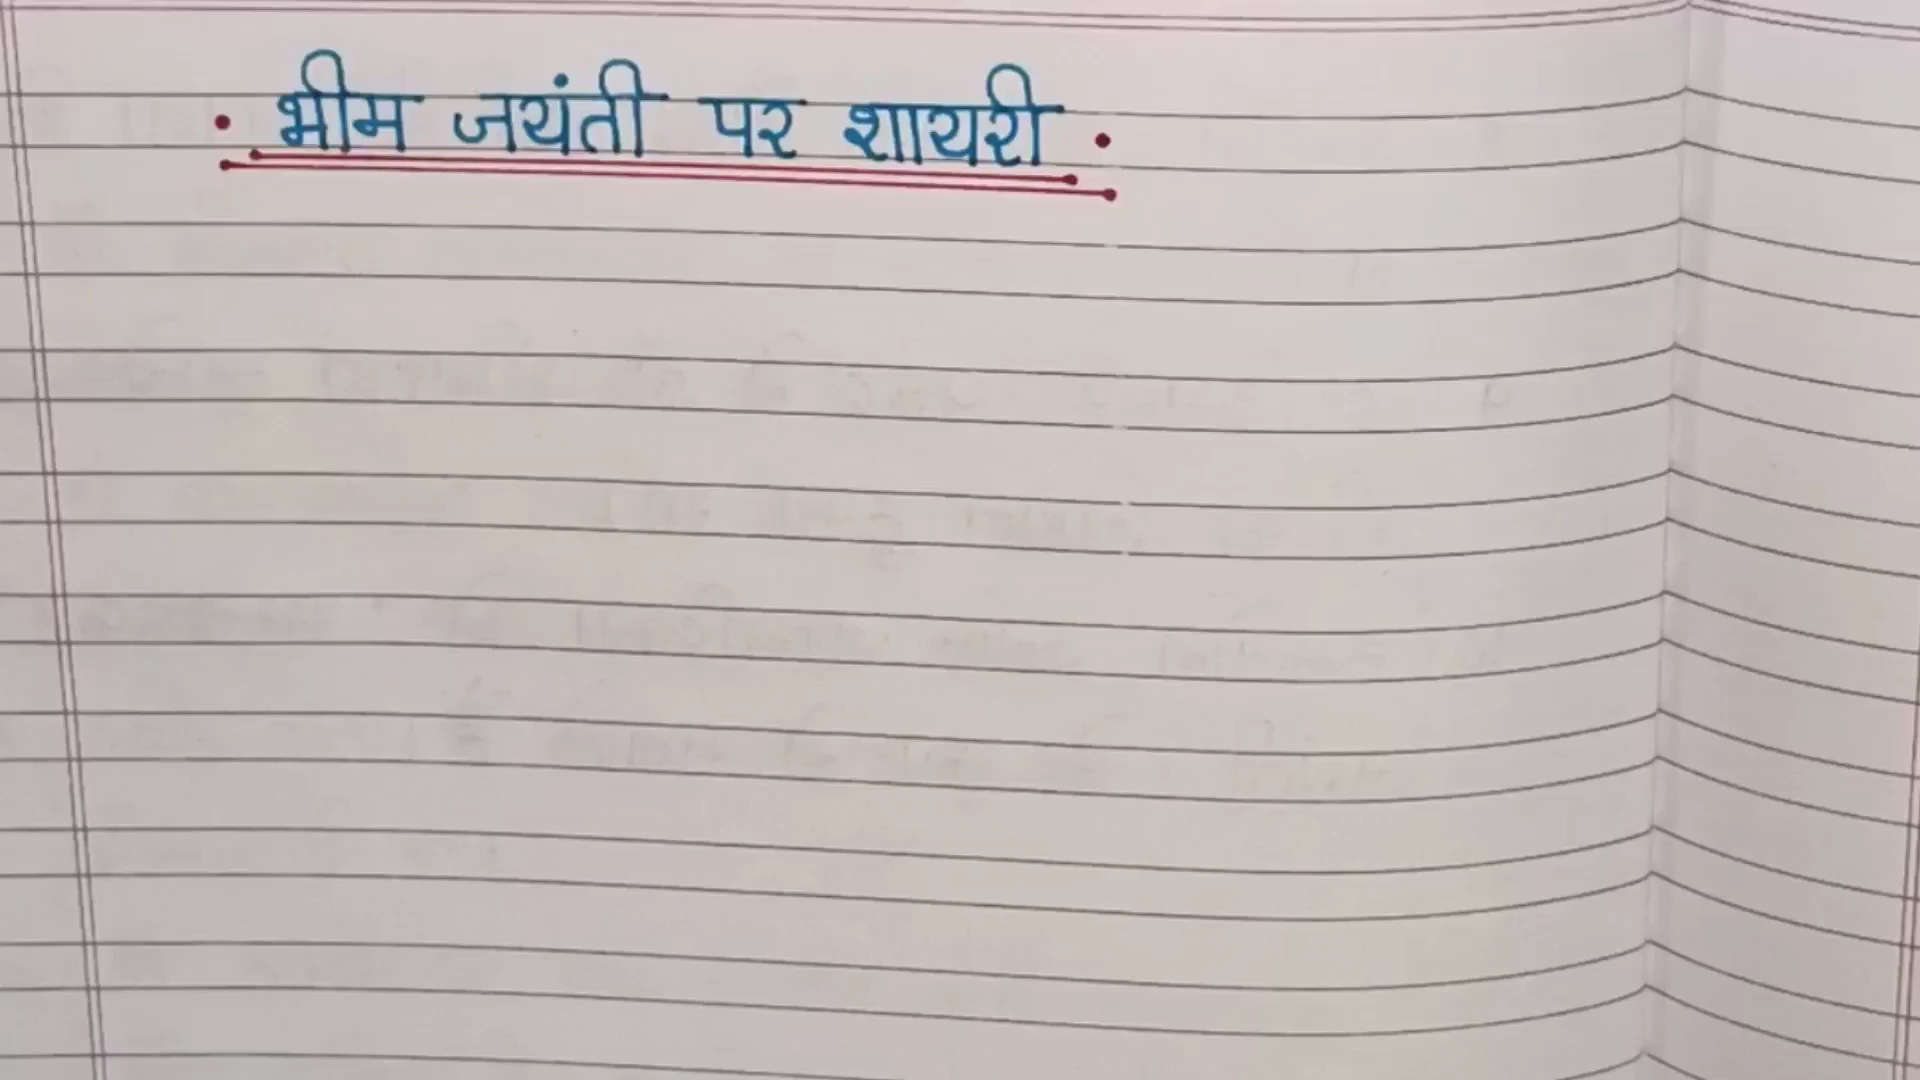 • भीम जयंती पर शायरी •